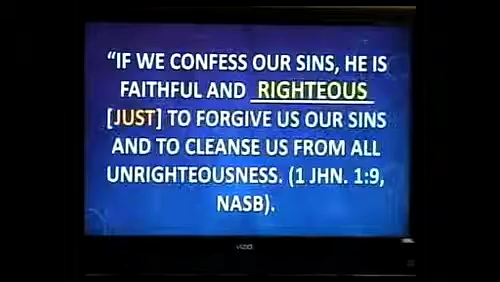 “IF WE CONFESS OUR SINS, HE IS
FAITHFUL AND RIGHTEOUS
[JUST] TO FORGIVE US OUR SINS
AND TO CLEANSE US FROM ALL
UNRIGHTEOUSNESS. (1 JHN. 1:9,
NASB).
VIZIO